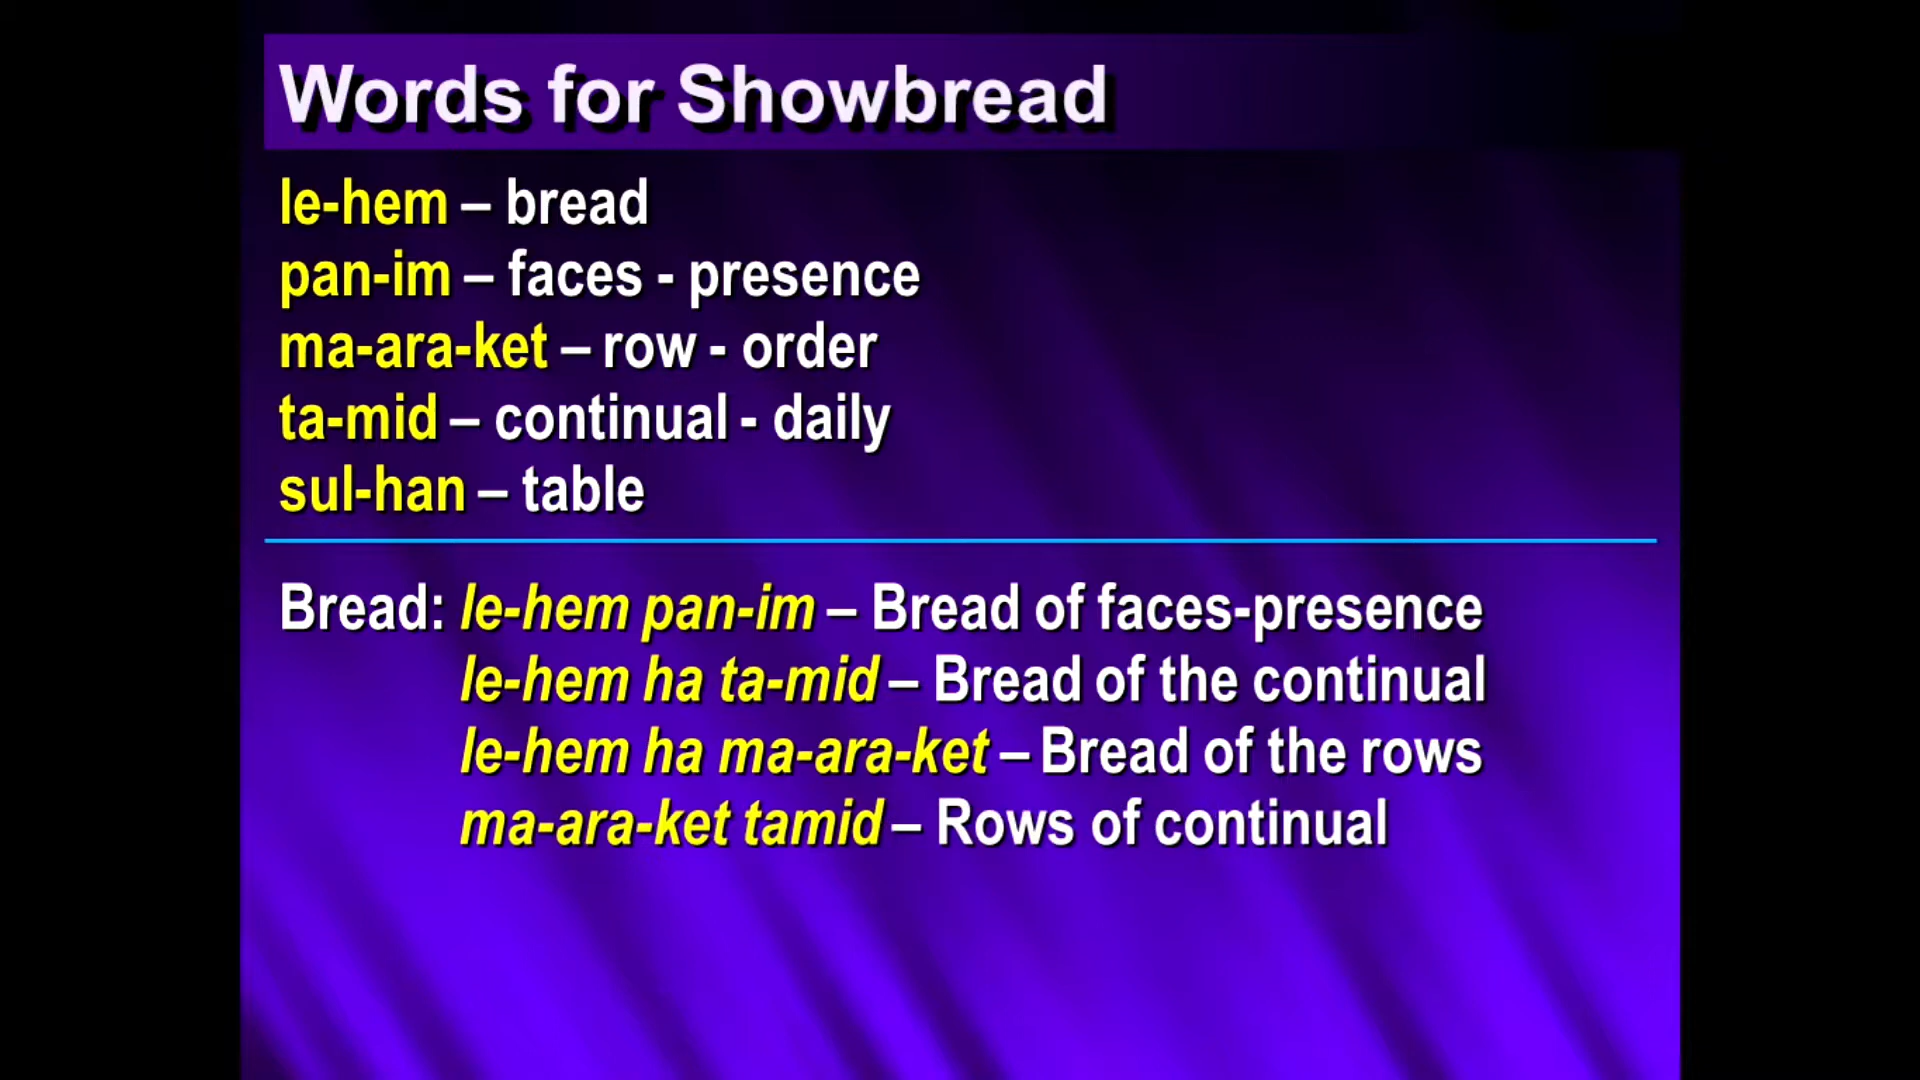 Words for Showbread
le-hem – bread
pan-im – faces - presence
ma-ara-ket – row - order
ta-mid – continual - daily
sul-han – table
Bread: le-hem pan-im – Bread of faces-presence
le-hem ha ta-mid – Bread of the continual
le-hem ha ma-ara-ket – Bread of the rows
ma-ara-ket tamid – Rows of continual